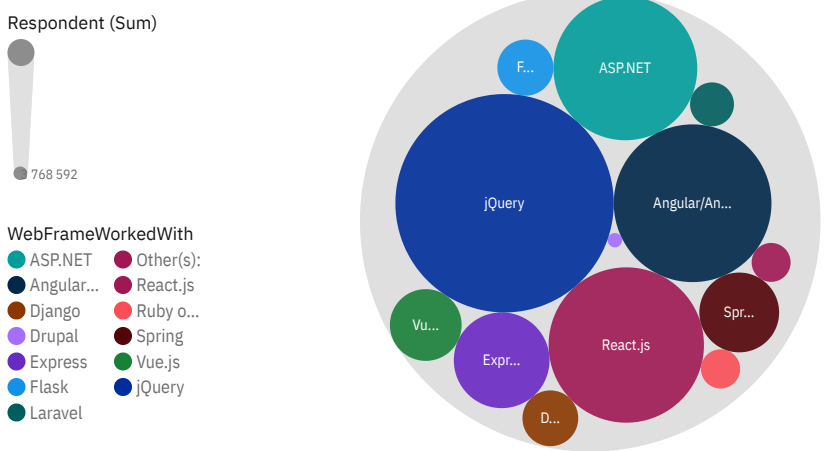 Respondent (Sum)
768 592
WebFrameWorkedWith
ASP.NET
Angular...
Django
Drupal
Express
Flask
Laravel
Other(s):
React.js
Ruby o...
Spring
Vue.js
jQuery
F...
ASP.NET
jQuery
Angular/An...
Vu...
Expr...
React.js
Spr...
D...